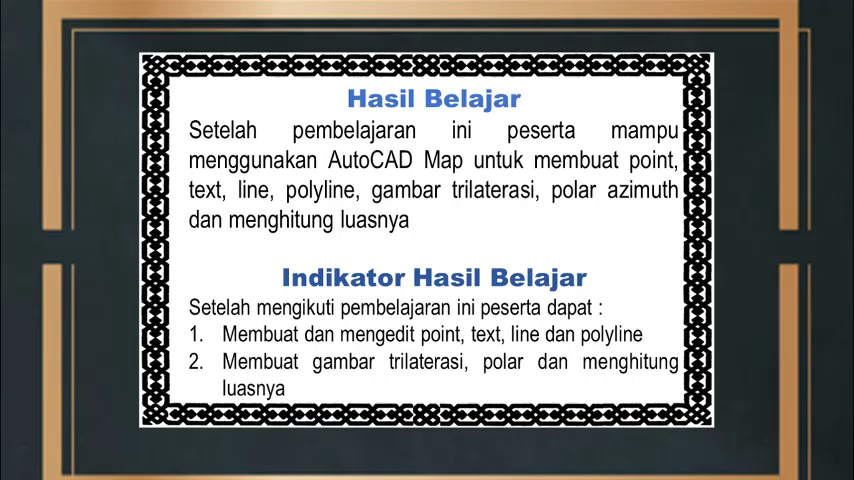 Hasil Belajar
Setelah pembelajaran ini peserta mampu
menggunakan AutoCAD Map untuk membuat point,
text, line, polyline, gambar trilaterasi, polar azimuth
dan menghitung luasnya
Indikator Hasil Belajar
Setelah mengikuti pembelajaran ini peserta dapat :
1. Membuat dan mengedit point, text, line dan polyline
2. Membuat gambar trilaterasi, polar dan menghitung
luasnya